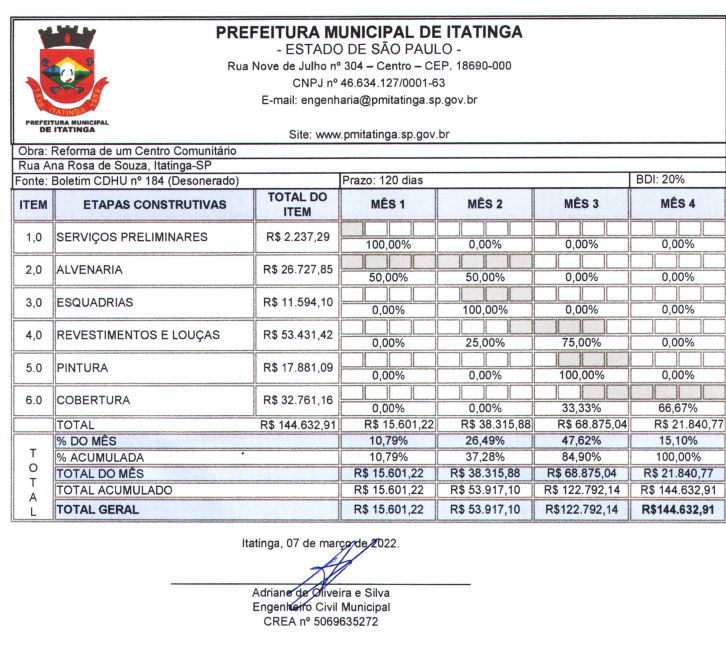 PREFEITURA MUNICIPAL DE ITATINGA
- ESTADO DE SÃO PAULO -
Rua Nove de Julho nº 304 – Centro – CEP. 18690-000
CNPJ nº 46.634.127/0001-63
E-mail: engenharia@pmitatinga.sp.gov.br
Site: www.pmitatinga.sp.gov.br
ITATINGA
PREFEITURA MUNICIPAL
DE ITATINGA
Obra: Reforma de um Centro Comunitário
Rua Ana Rosa de Souza, Itatinga-SP
Fonte: Boletim CDHU nº 184 (Desonerado) Prazo: 120 dias BDI: 20%
ITEM ETAPAS CONSTRUTIVAS TOTAL DO ITEM MÊS 1 MÊS 2 MÊS 3 MÊS 4
1,0 SERVIÇOS PRELIMINARES R$ 2.237,29 100,00% 0,00% 0,00% 0,00%
2,0 ALVENARIA R$ 26.727,85 50,00% 50,00% 0,00% 0,00%
3,0 ESQUADRIAS R$ 11.594,10 0,00% 100,00% 0,00% 0,00%
4,0 REVESTIMENTOS E LOUÇAS R$ 53.431,42 0,00% 25,00% 75,00% 0,00%
5.0 PINTURA R$ 17.881,09 0,00% 0,00% 100,00% 0,00%
6.0 COBERTURA R$ 32.761,16 0,00% 0,00% 33,33% 66,67%
TOTAL R$ 144.632,91 R$ 15.601,22 R$ 38.315,88 R$ 68.875,04 R$ 21.840,77
TOTAL
% DO MÊS 10,79% 26,49% 47,62% 15,10%
% ACUMULADA 10,79% 37,28% 84,90% 100,00%
TOTAL DO MÊS R$ 15.601,22 R$ 38.315,88 R$ 68.875,04 R$ 21.840,77
TOTAL ACUMULADO R$ 15.601,22 R$ 53.917,10 R$ 122.792,14 R$ 144.632,91
TOTAL GERAL R$ 15.601,22 R$ 53.917,10 R$122.792,14 R$144.632,91
Itatinga, 07 de março de 2022.
Adriano de Oliveira e Silva
Engenheiro Civil Municipal
CREA nº 5069635272